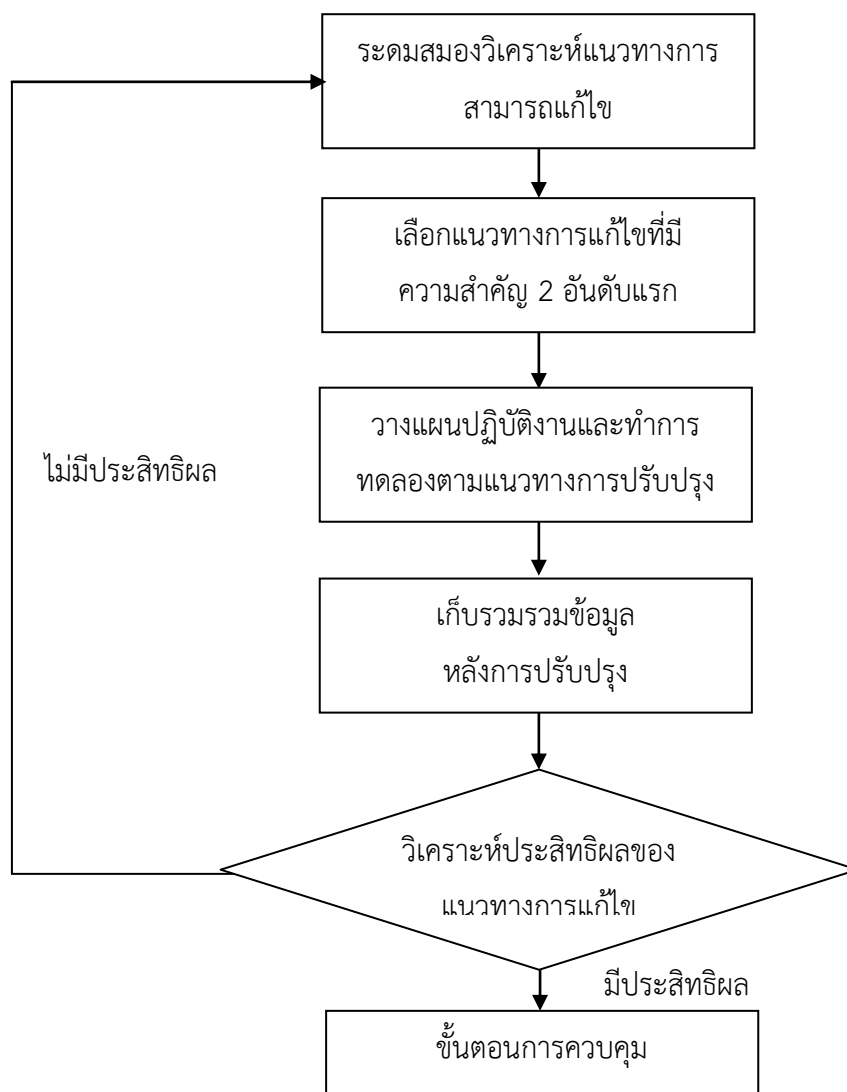 ระดมสมองวิเคราะห์แนวทางการ
สามารถแก้ไข
เลือกแนวทางการแก้ไขที่มี
ความสำคัญ 2 อันดับแรก
วางแผนปฏิบัติงานและทำการ
ทดลองตามแนวทางการปรับปรุง
ไม่มีประสิทธิผล
เก็บรวมรวมข้อมูล
หลังการปรับปรุง
วิเคราะห์ประสิทธิผลของ
แนวทางการแก้ไข
มีประสิทธิผล
ขั้นตอนการควบคุม